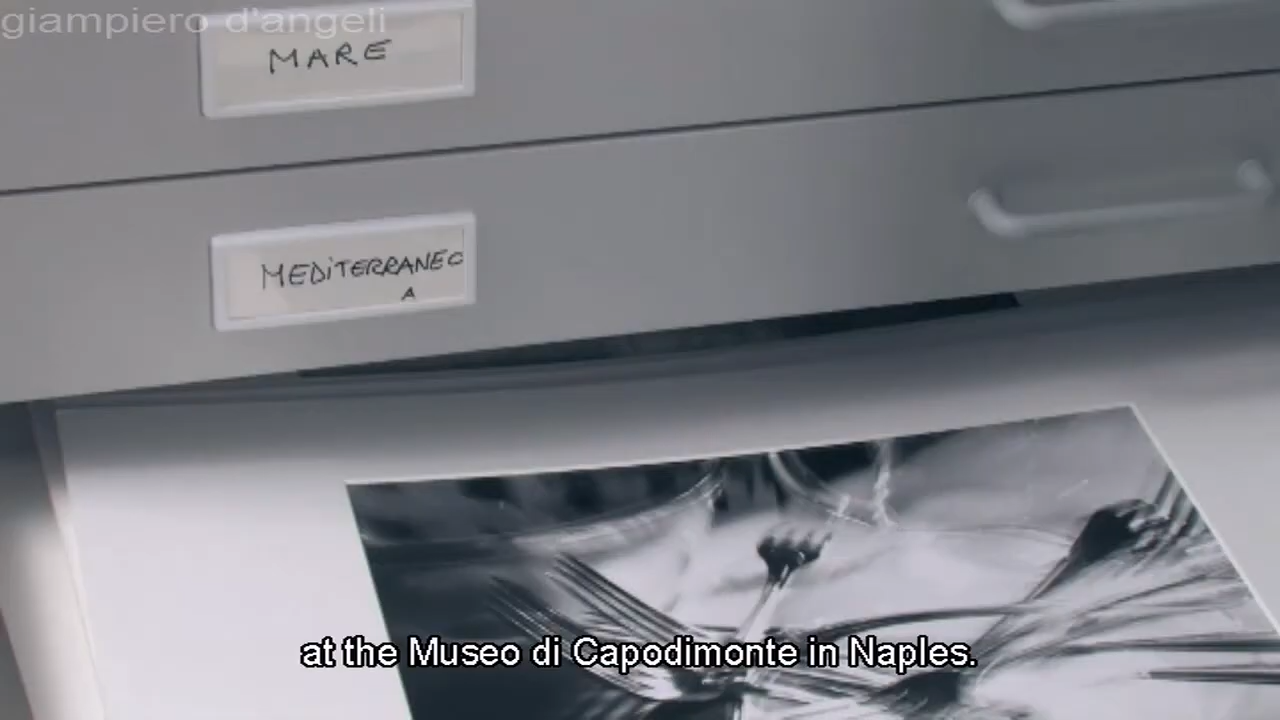 giampiero d'angeli
MARE
MEDiTERRANEO
A
at the Museo di Capodimonte in Naples.